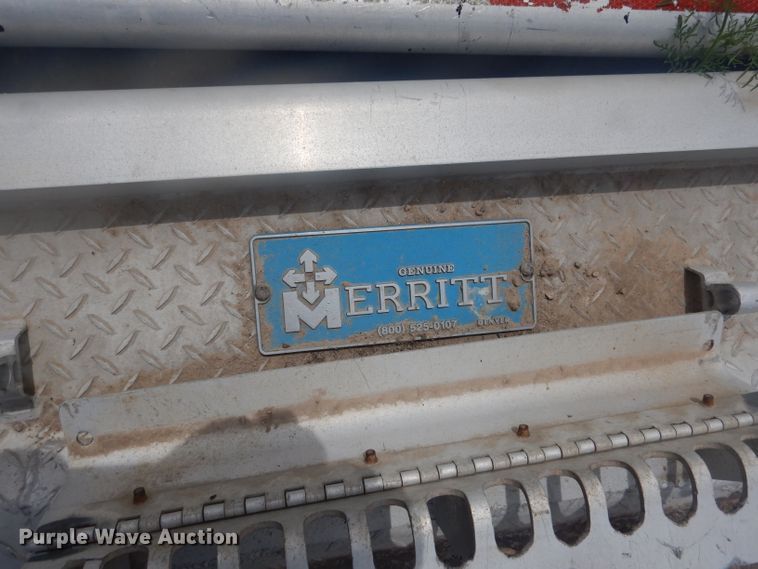 GENUINE
MERRITT
(800) 525-0107 DENVER
Purple Wave Auction